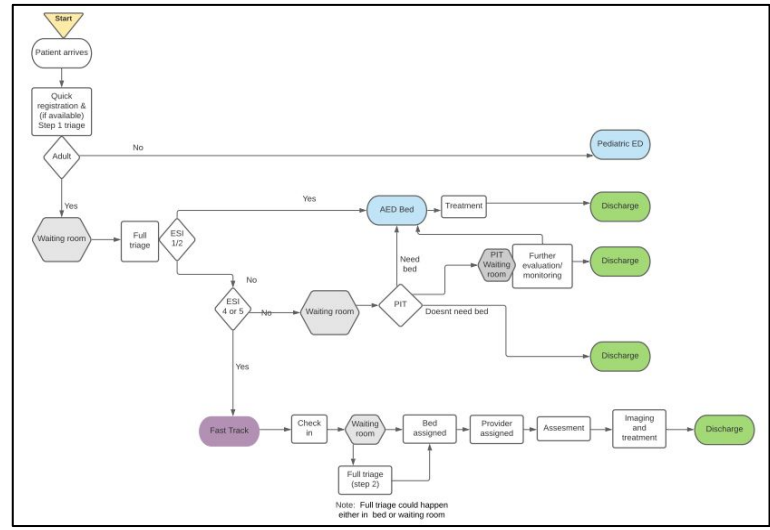 Start
Patient arrives
Quick
registration &
(if available)
Step 1 triage
Adult
No
Pediatric ED
Yes
Waiting room
Full
triage
ESI
1/2
Yes
AED Bed
Treatment
Discharge
No
Need
bed
PIT
Waiting
room
Further
evaluation/
monitoring
Discharge
ESI
4 or 5
No
Waiting room
PIT
Doesnt need bed
Discharge
Yes
Fast Track
Check
in
Waiting
room
Bed
assigned
Provider
assigned
Assesment
Imaging
and
treatment
Discharge
Full triage
(step 2)
Note: Full triage could happen
either in bed or waiting room